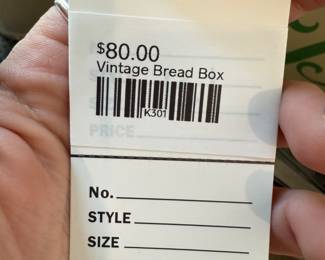 $80.00
Vintage Bread Box
K301
PRICE
No.
STYLE
SIZE